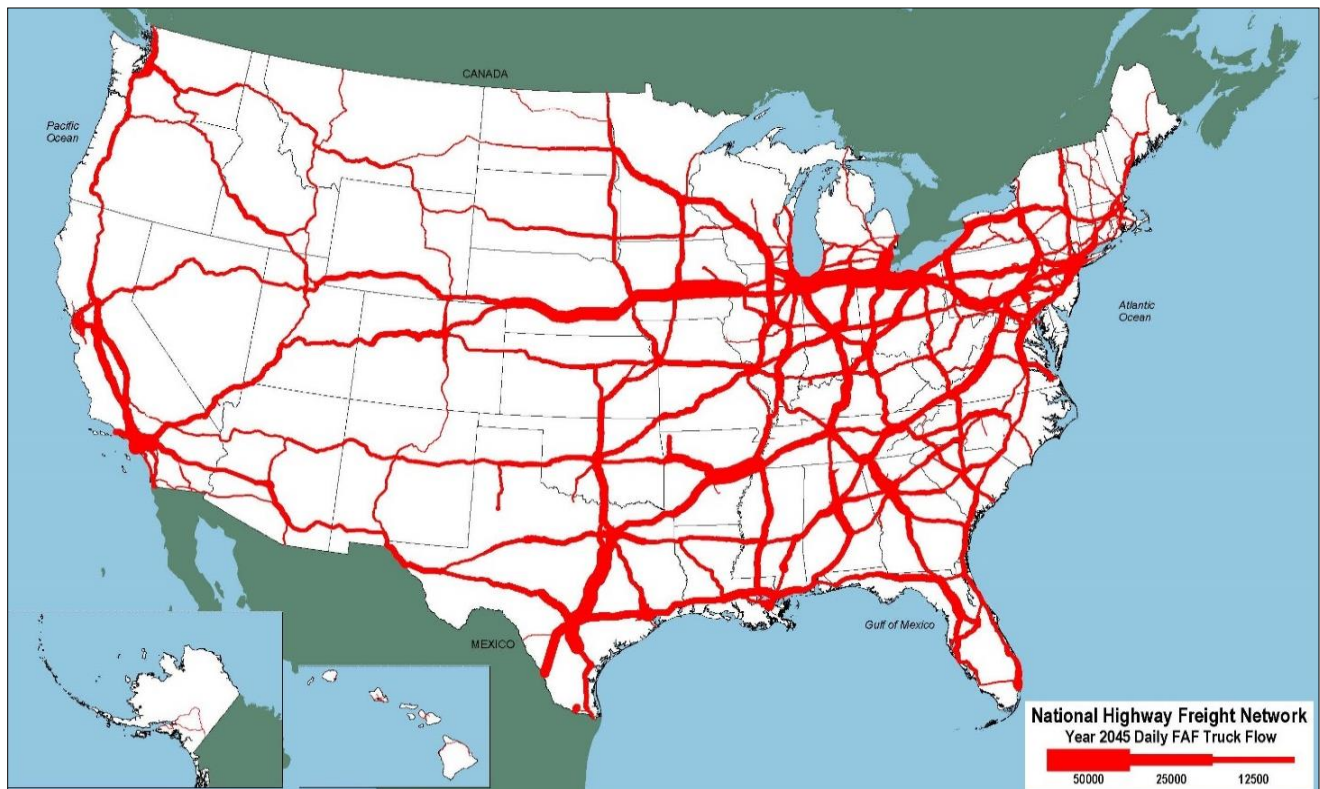 CANADA
Pacific
Ocean
Atlantic
Ocean
Gulf of Mexico
MEXICO
National Highway Freight Network
Year 2045 Daily FAF Truck Flow
50000 25000 12500